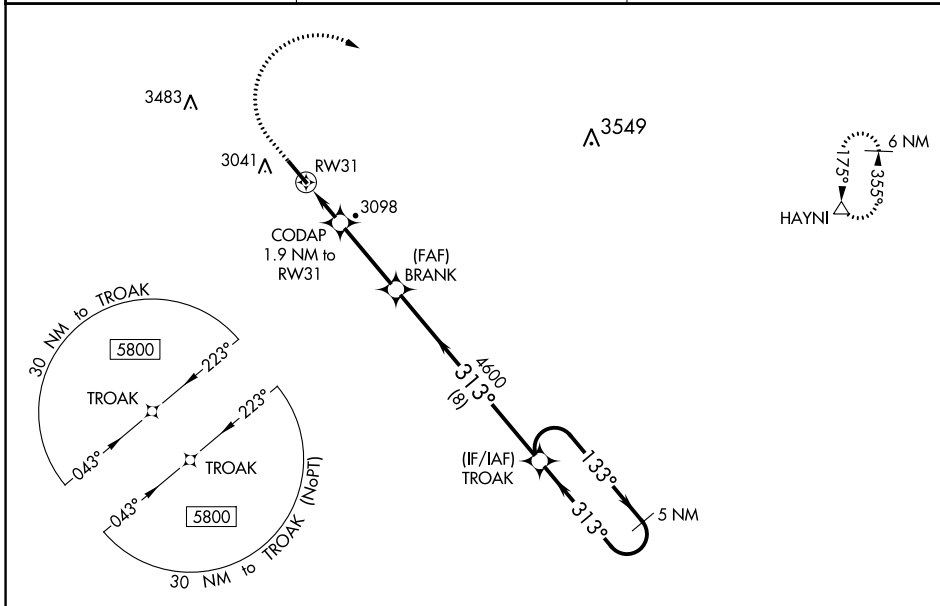 3483
3549
3041
RW31
6 NM
175°
355°
HAYNI
3098
CODAP
1.9 NM to
RW31
(FAF)
BRANK
30 NM to TROAK
5800
223°
TROAK
043°
4600
313°
(8)
223°
TROAK
043°
5800
30 NM to TROAK (NoPT)
(IF/IAF)
TROAK
133°
313°
5 NM